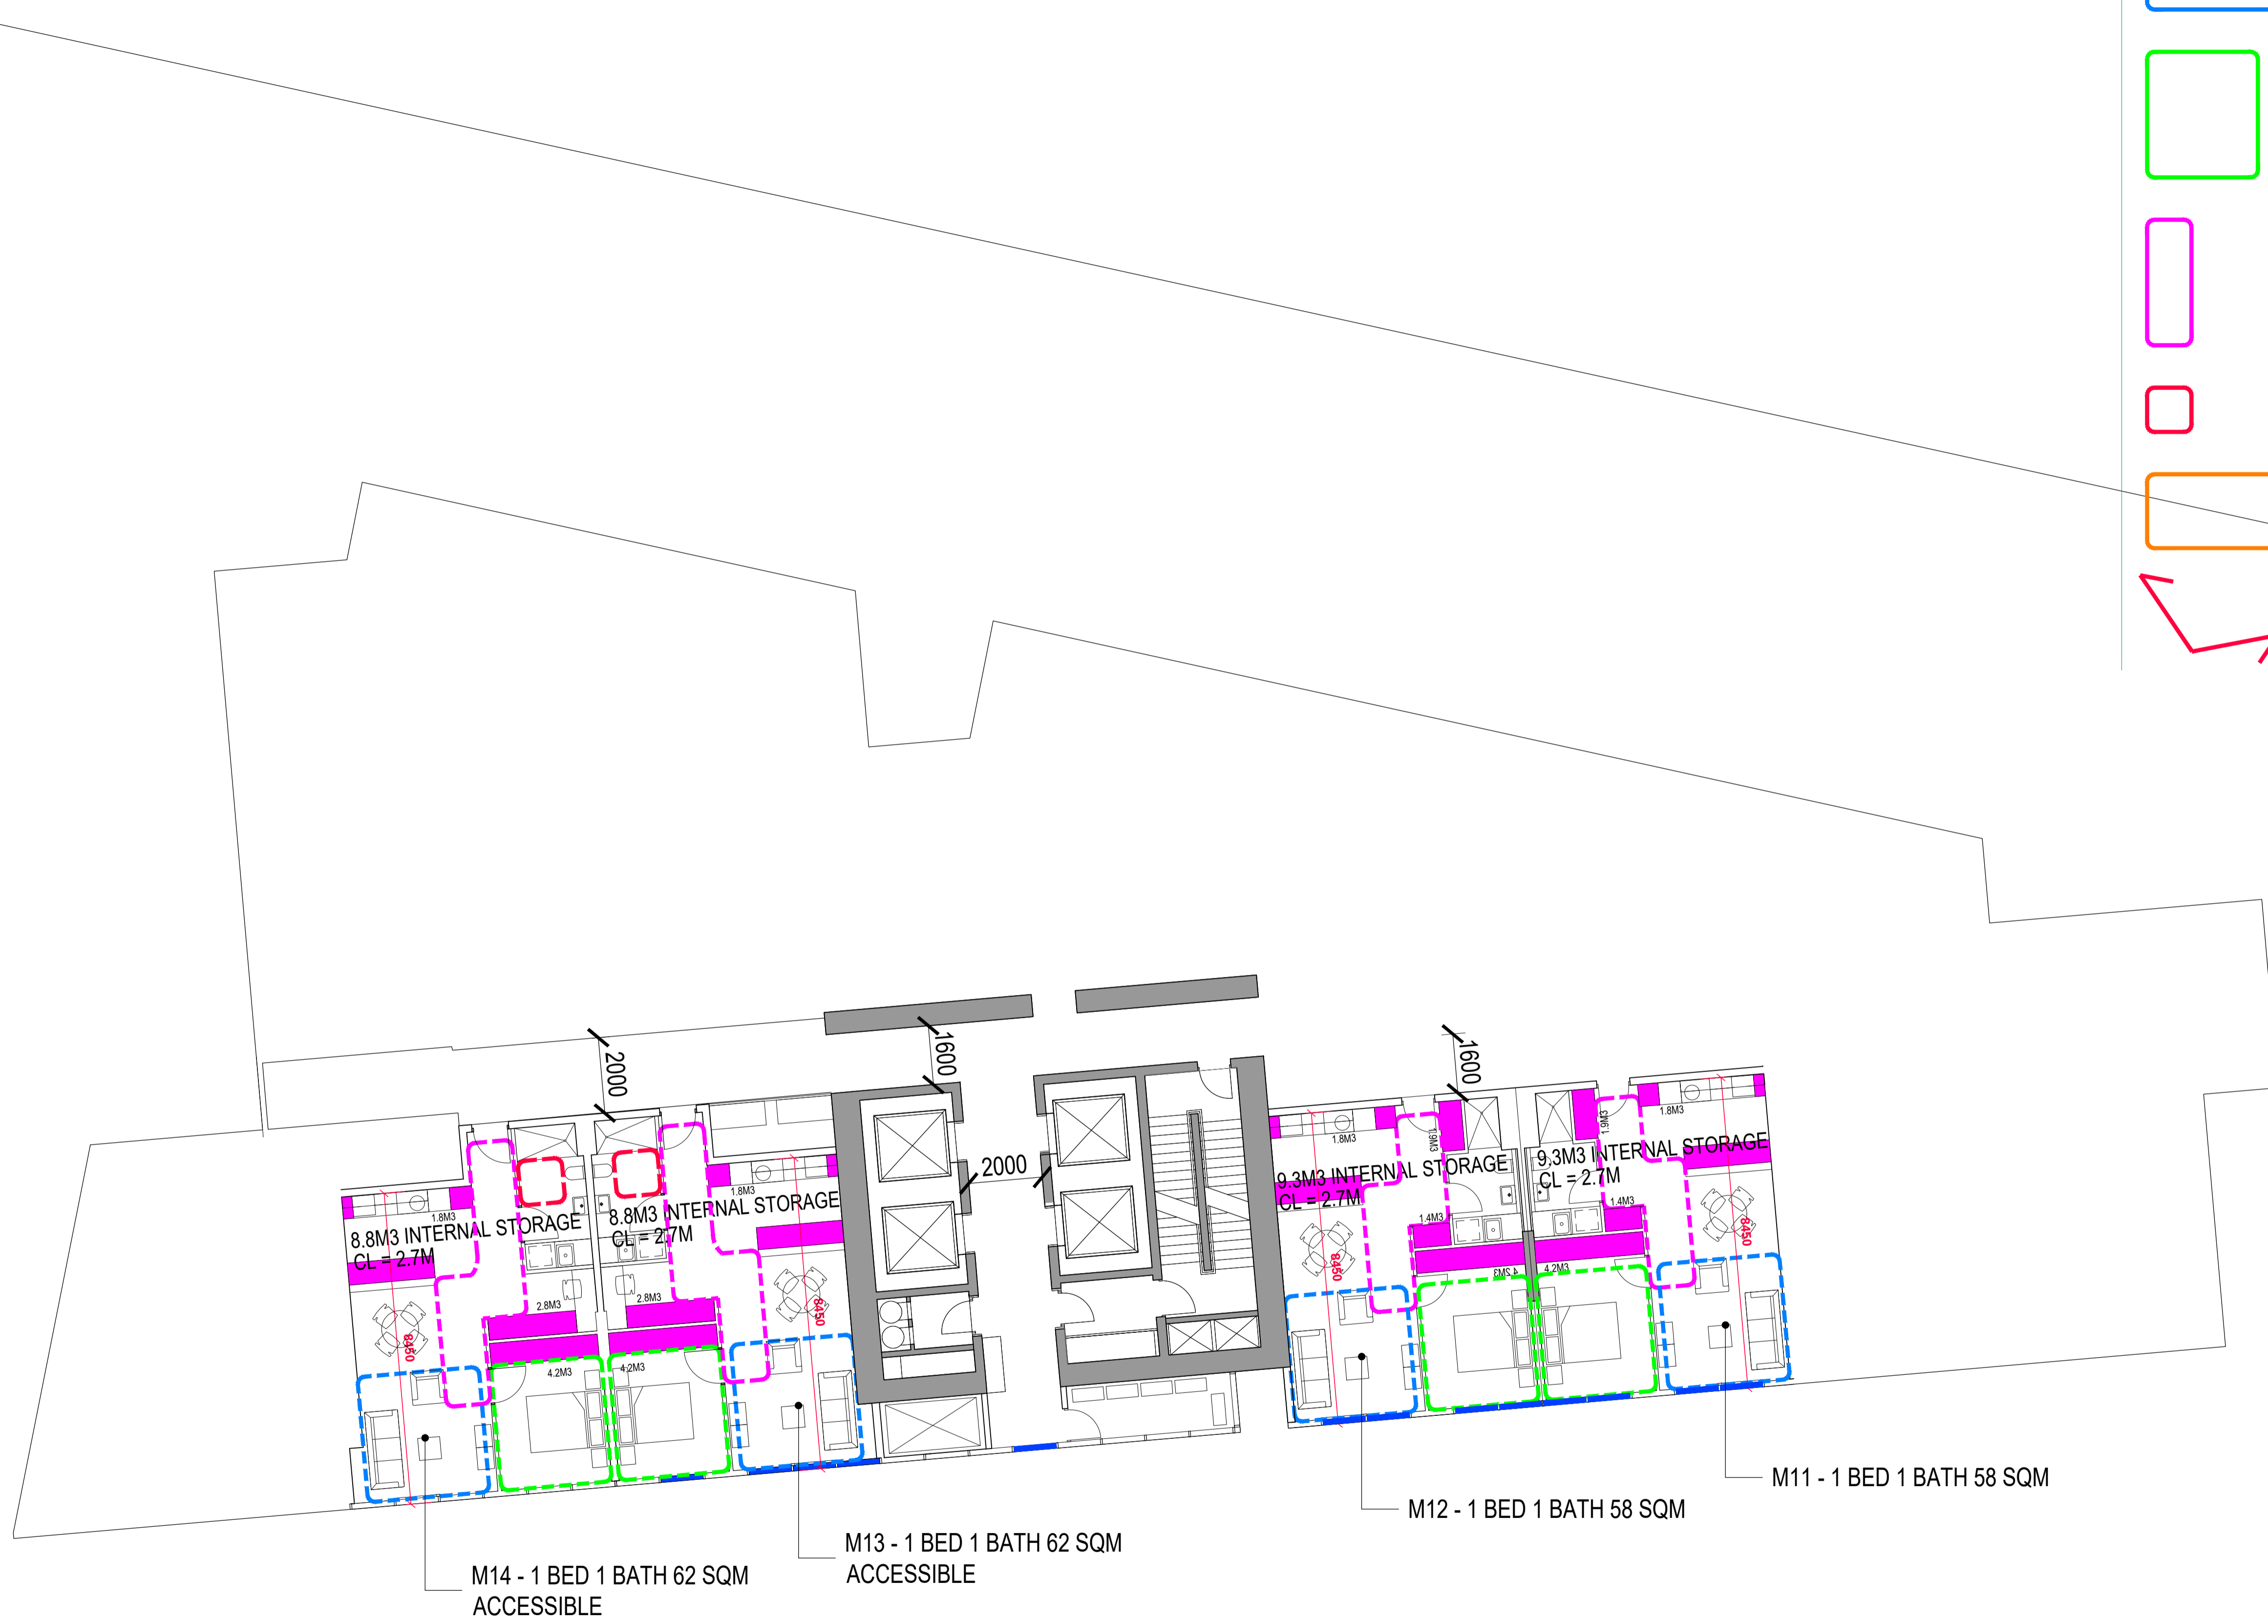 2000
1600
1600
2000
1.8M3
8.8M3 INTERNAL STORAGE
CL = 2.7M
8450
2.8M3
4.2M3
1.8M3
8.8M3 INTERNAL STORAGE
CL = 2.7M
8450
2.8M3
4.2M3
1.8M3
1.9M3
9.3M3 INTERNAL STORAGE
CL = 2.7M
1.4M3
8450
4.2M3
1.8M3
1.9M3
9.3M3 INTERNAL STORAGE
CL = 2.7M
1.4M3
8450
4.2M3
M11 - 1 BED 1 BATH 58 SQM
M12 - 1 BED 1 BATH 58 SQM
M13 - 1 BED 1 BATH 62 SQM
ACCESSIBLE
M14 - 1 BED 1 BATH 62 SQM
ACCESSIBLE